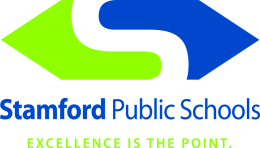 Stamford Public Schools
EXCELLENCE IS THE POINT.